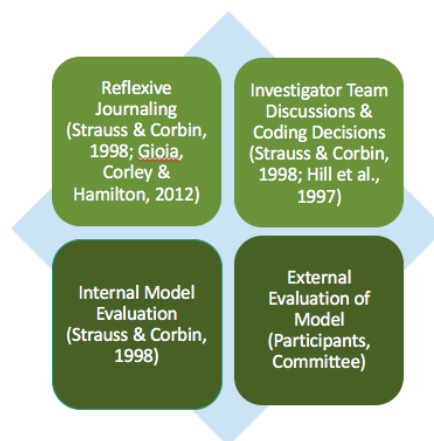 Reflexive
Journaling
(Strauss & Corbin,
1998; Gioia,
Corley &
Hamilton, 2012)
Investigator Team
Discussions &
Coding Decisions
(Strauss & Corbin,
1998; Hill et al.,
1997)
Internal Model
Evaluation
(Strauss & Corbin,
1998)
External
Evaluation of
Model
(Participants,
Committee)